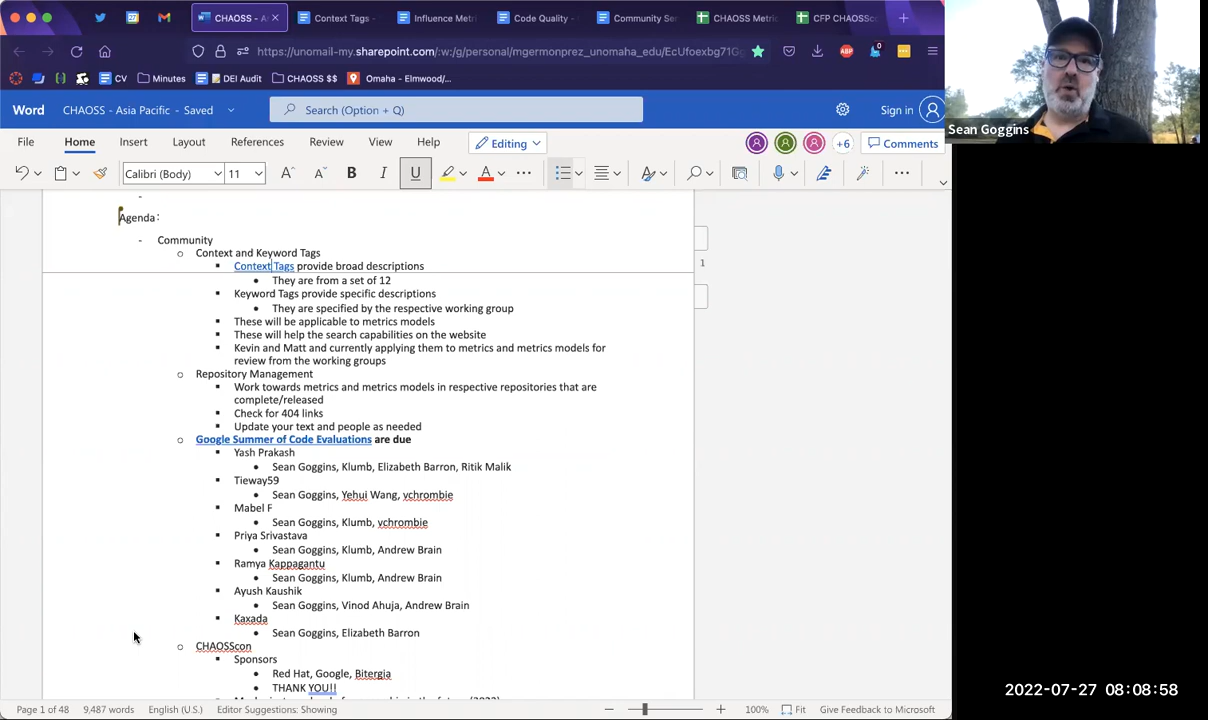 CHAOSS - A
Context Tags -
Influence Metri
Code Quality -
Community Ser
CHAOSS Metric
CFP CHAOSSco
https://unomail-my.sharepoint.com/:w:/g/personal/mgermonprez_unomaha_edu/EcUfoexbg71Gg
ABP
0
CV
Minutes
DEI Audit
CHAOSS $$
Omaha - Elmwood/...
Word
CHAOSS - Asia Pacific - Saved
Search (Option + Q)
Sign in
File
Home
Insert
Layout
References
Review
View
Help
Editing
+6
Comments
Calibri (Body)
11
Agenda:
- Community
Context and Keyword Tags
Context Tags provide broad descriptions
They are from a set of 12
Keyword Tags provide specific descriptions
They are specified by the respective working group
These will be applicable to metrics models
These will help the search capabilities on the website
Kevin and Matt and currently applying them to metrics and metrics models for
review from the working groups
Repository Management
Work towards metrics and metrics models in respective repositories that are
complete/released
Check for 404 links
Update your text and people as needed
Google Summer of Code Evaluations are due
Yash Prakash
Sean Goggins, Klumb, Elizabeth Barron, Ritik Malik
Tieway59
Sean Goggins, Yehui Wang, vchrombie
Mabel F
Sean Goggins, Klumb, vchrombie
Priya Srivastava
Sean Goggins, Klumb, Andrew Brain
Ramya Kappagantu
Sean Goggins, Klumb, Andrew Brain
Ayush Kaushik
Sean Goggins, Vinod Ahuja, Andrew Brain
Kaxada
Sean Goggins, Elizabeth Barron
CHAOSScon
Sponsors
Red Hat, Google, Bitergia
THANK YOU!!
1
Page 1 of 48
9,487 words
English (U.S.)
Editor Suggestions: Showing
100%
Fit
Give Feedback to Microsoft
Sean Goggins
2022-07-27 08:08:58